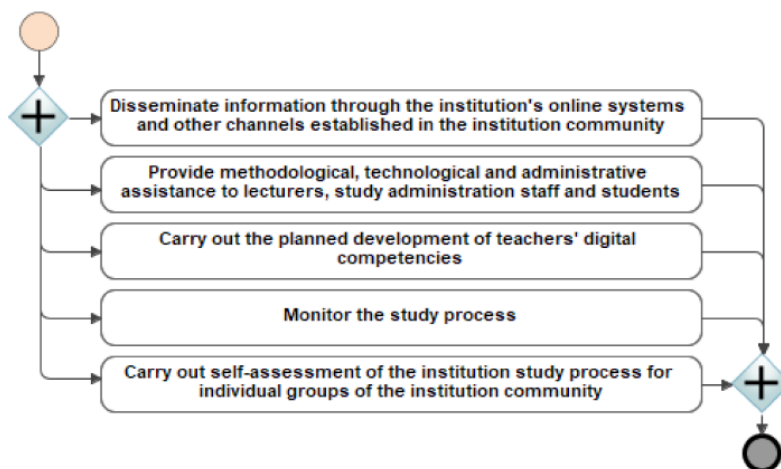 Disseminate information through the institution's online systems
and other channels established in the institution community
Provide methodological, technological and administrative
assistance to lecturers, study administration staff and students
Carry out the planned development of teachers' digital
competencies
Monitor the study process
Carry out self-assessment of the institution study process for
individual groups of the institution community